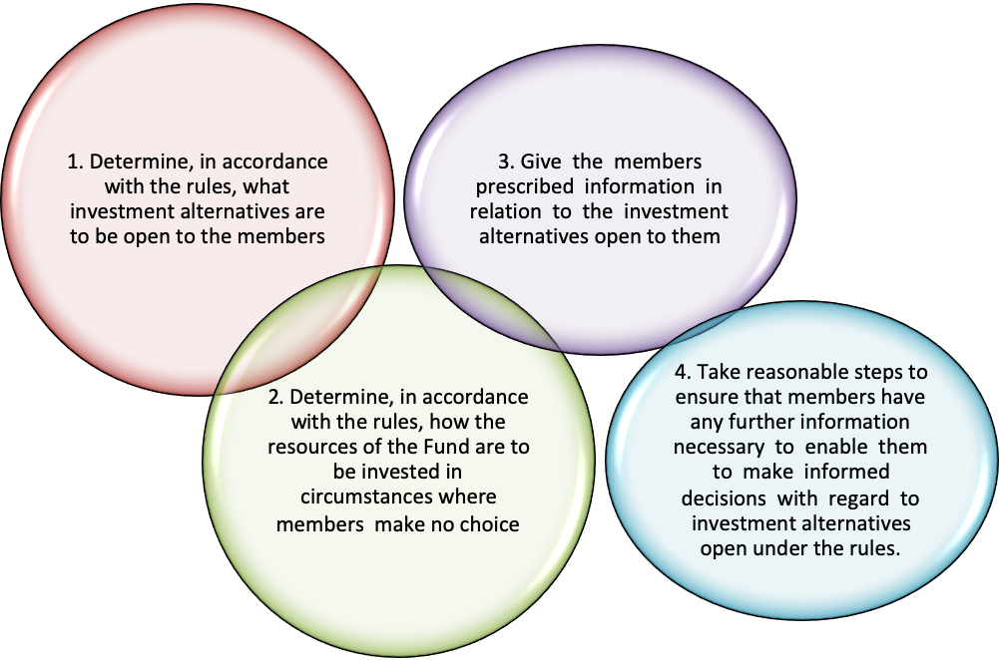 1. Determine, in accordance
with the rules, what
investment alternatives are
to be open to the members
2. Determine, in accordance
with the rules, how the
resources of the Fund are to
be invested in
circumstances where
members make no choice
3. Give the members
prescribed information in
relation to the investment
alternatives open to them
4. Take reasonable steps to
ensure that members have
any further information
necessary to enable them
to make informed
decisions with regard to
investment alternatives
open under the rules.